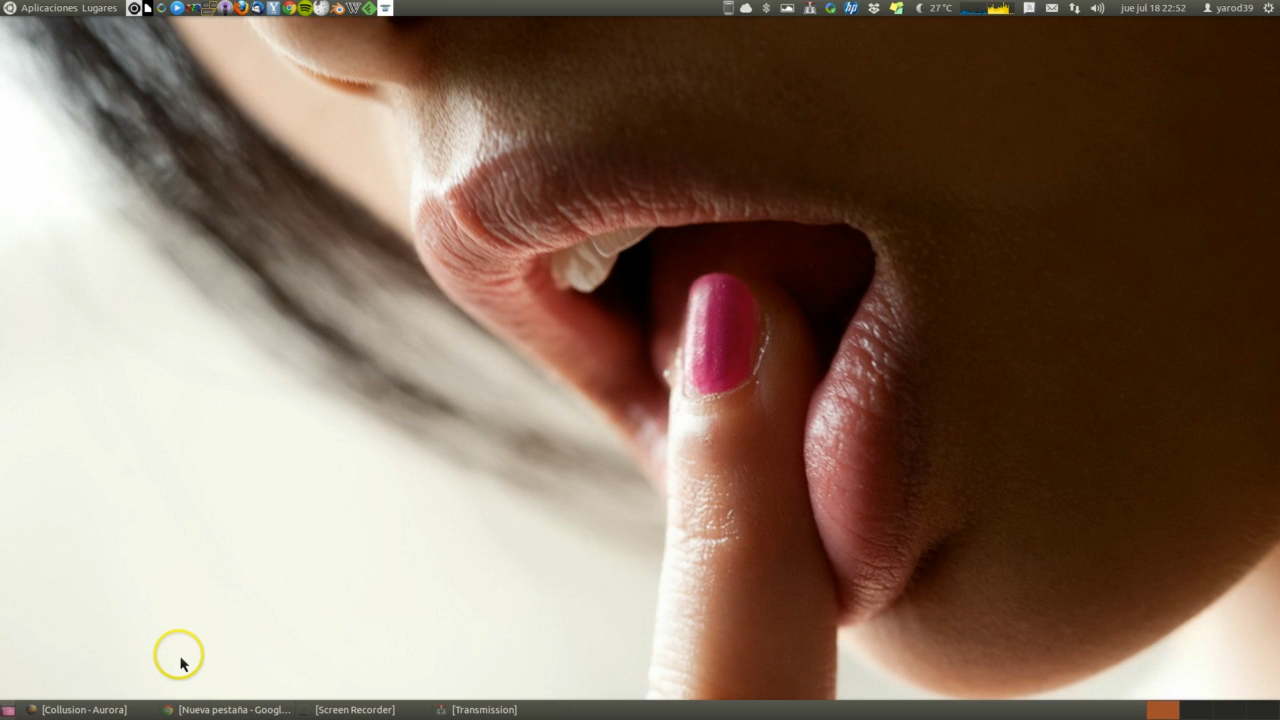 Aplicaciones Lugares
27 °C
jue jul 18 22:52
yarod39
[Collusion - Aurora]
[Nueva pestaña - Googl...
[Screen Recorder]
[Transmission]